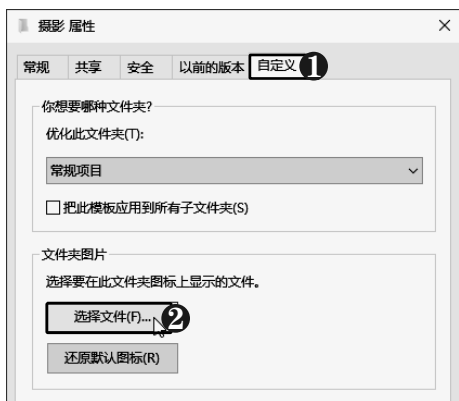 摄影 属性
常规 共享 安全 以前的版本 自定义 1
你想要哪种文件夹?
优化此文件夹(T):
常规项目
把此模板应用到所有子文件夹(S)
文件夹图片
选择要在此文件夹图标上显示的文件。
选择文件(F)... 2
还原默认图标(R)